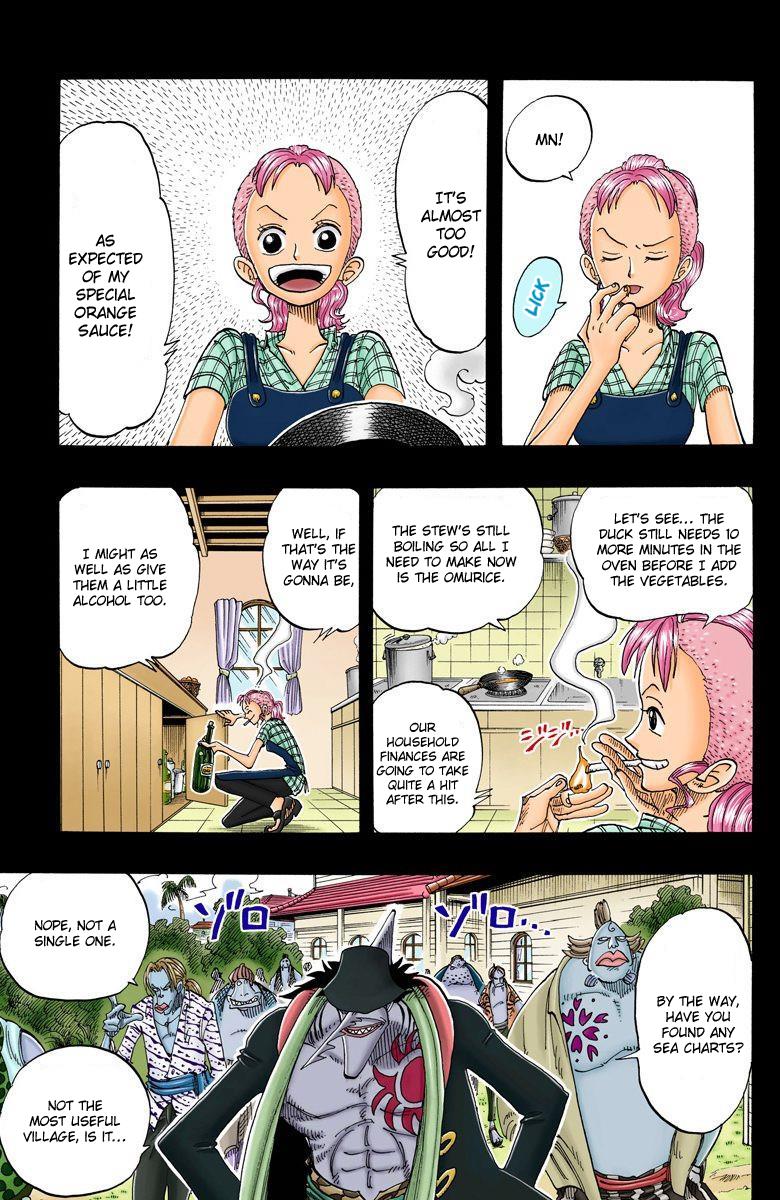 MN!
LICK
IT'S
ALMOST
TOO
GOOD!
AS
EXPECTED
OF MY
SPECIAL
ORANGE
SAUCE!
LET'S SEE... THE
DUCK STILL NEEDS 10
MORE MINUTES IN THE
OVEN BEFORE I ADD
THE VEGETABLES.
THE STEW'S STILL
BOILING SO ALL I
NEED TO MAKE NOW
IS THE OMURICE.
ジジ..
OUR
HOUSEHOLD
FINANCES ARE
GOING TO TAKE
QUITE A HIT
AFTER THIS.
WELL, IF
THAT'S THE
WAY IT'S
GONNA BE,
I MIGHT AS
WELL AS GIVE
THEM A LITTLE
ALCOHOL TOO.
ゾロ
ゾロ...
BY THE WAY,
HAVE YOU
FOUND ANY
SEA CHARTS?
NOPE, NOT A
SINGLE ONE.
NOT THE
MOST USEFUL
VILLAGE, IS IT...